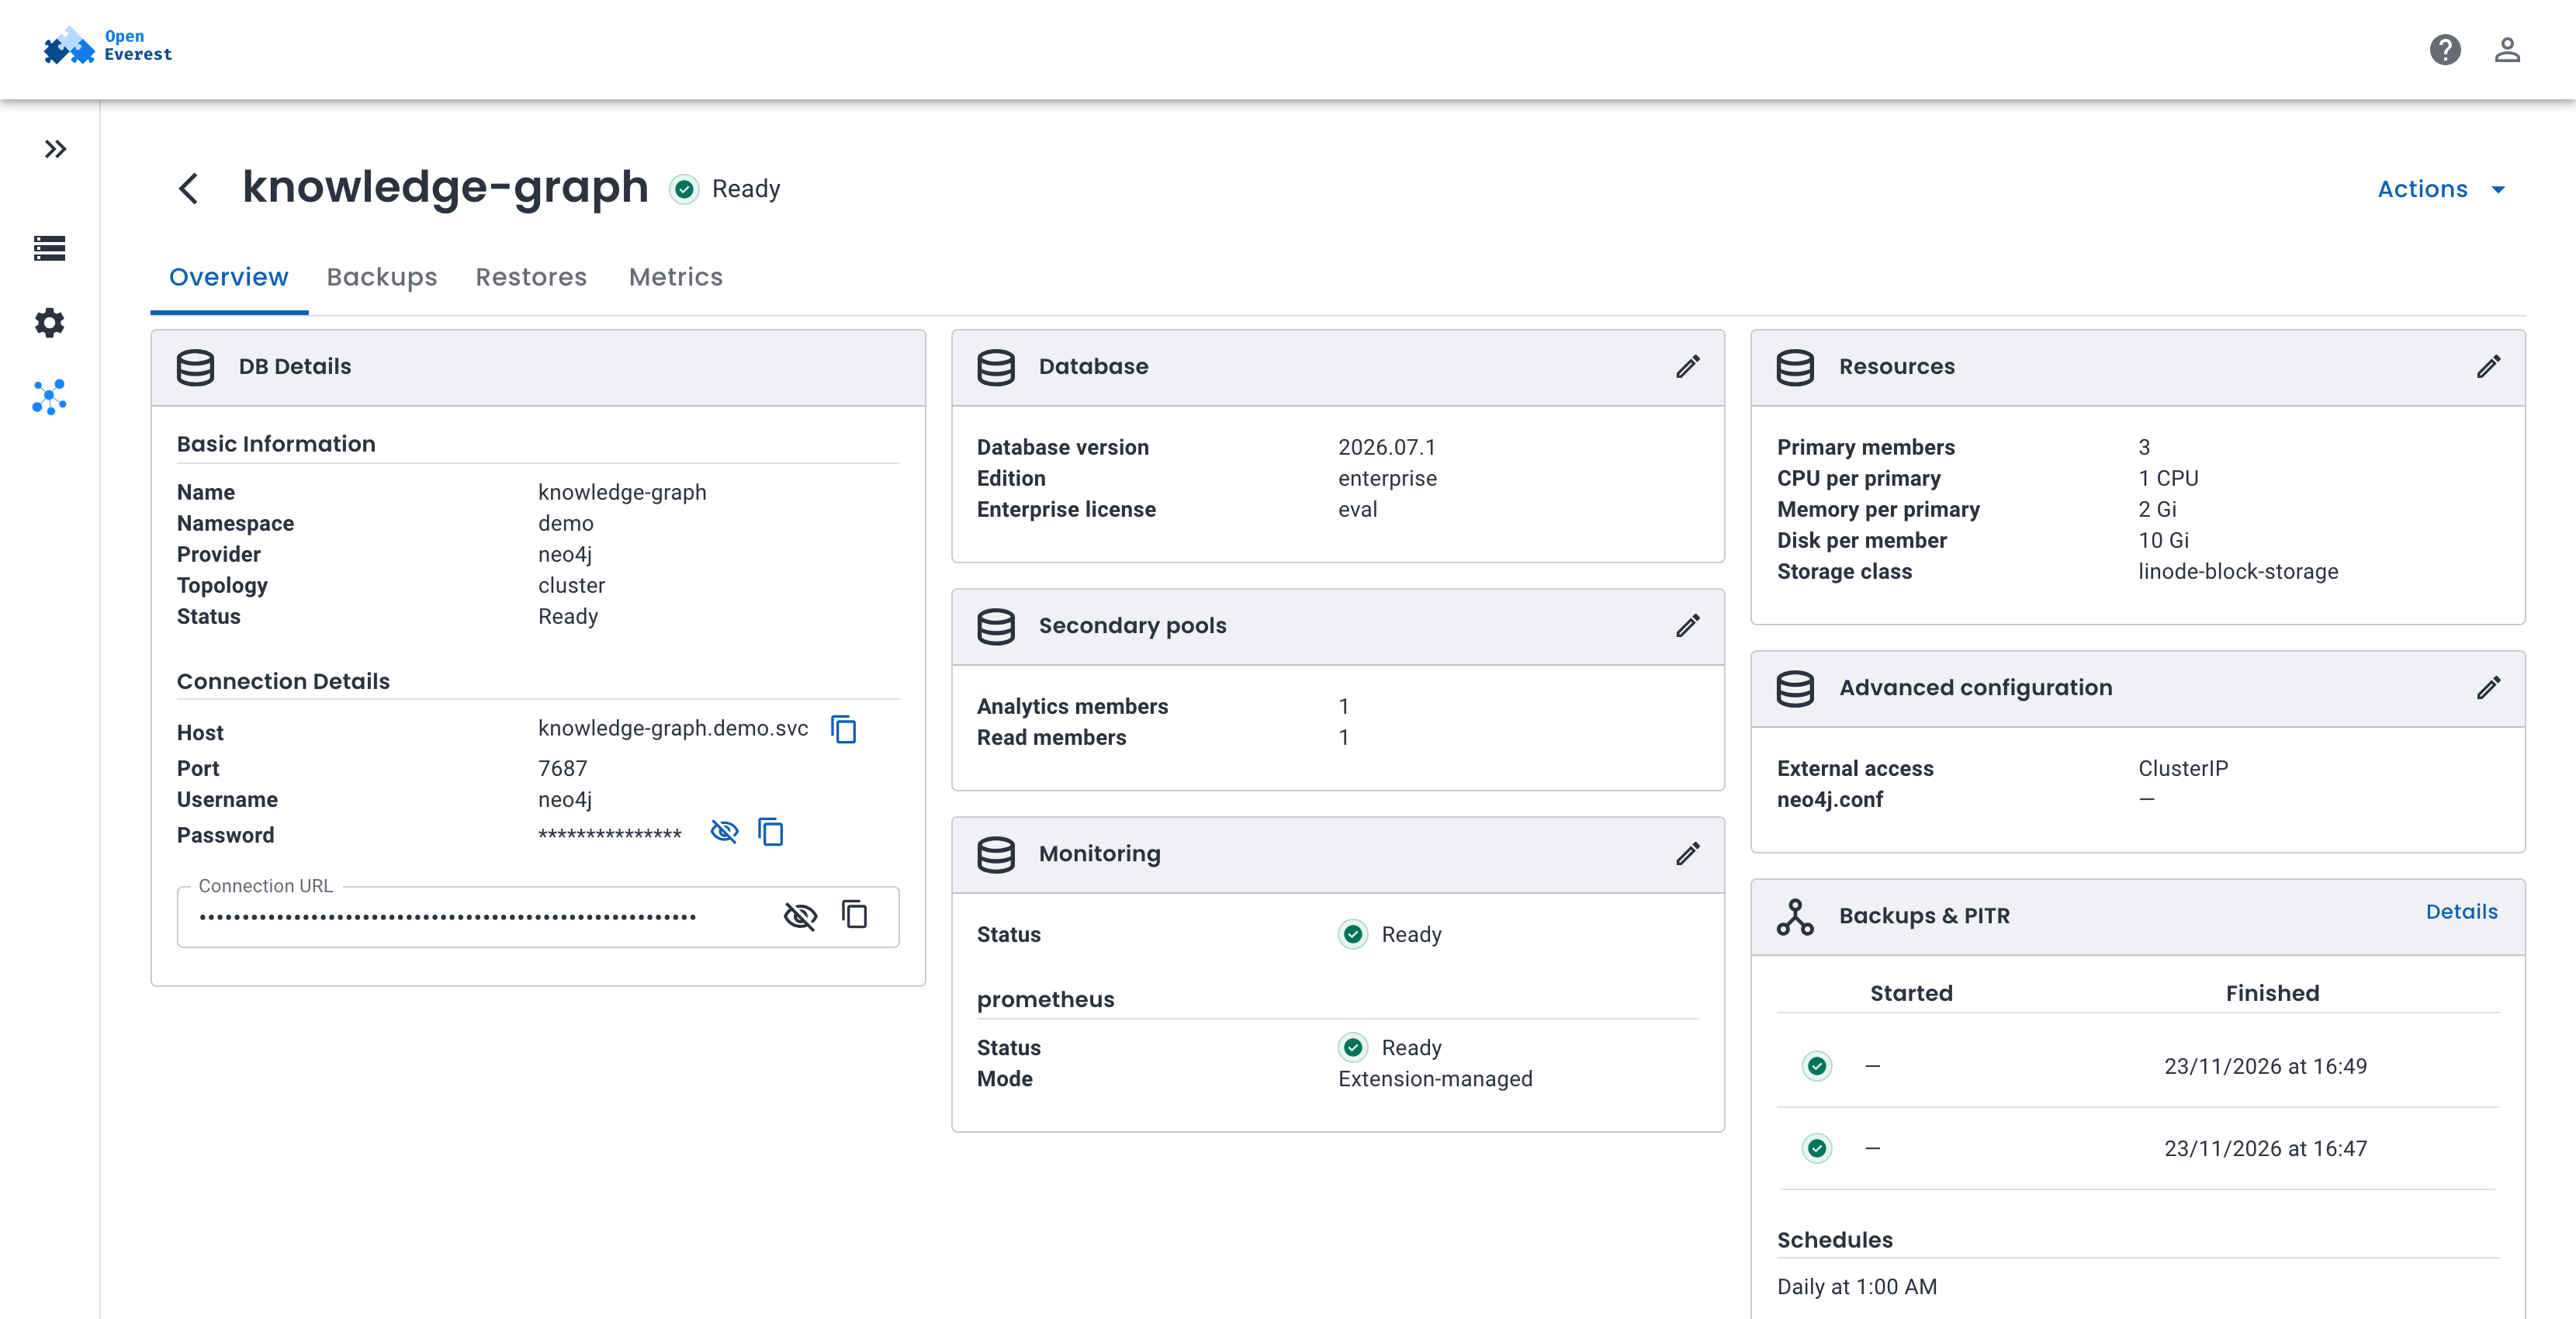 Open
Everest
knowledge-graph
Ready
Actions
Overview
Backups
Restores
Metrics
DB Details
Basic Information
Name knowledge-graph
Namespace demo
Provider neo4j
Topology cluster
Status Ready
Connection Details
Host knowledge-graph.demo.svc
Port 7687
Username neo4j
Password ***************
Connection URL
••••••••••••••••••••••••••••••••••••••••••••••••••••••••••
Database
Database version 2026.07.1
Edition enterprise
Enterprise license eval
Secondary pools
Analytics members 1
Read members 1
Monitoring
Status Ready
prometheus
Status Ready
Mode Extension-managed
Resources
Primary members 3
CPU per primary 1 CPU
Memory per primary 2 Gi
Disk per member 10 Gi
Storage class linode-block-storage
Advanced configuration
External access ClusterIP
neo4j.conf —
Backups & PITR
Details
Started Finished
— 23/11/2026 at 16:49
— 23/11/2026 at 16:47
Schedules
Daily at 1:00 AM